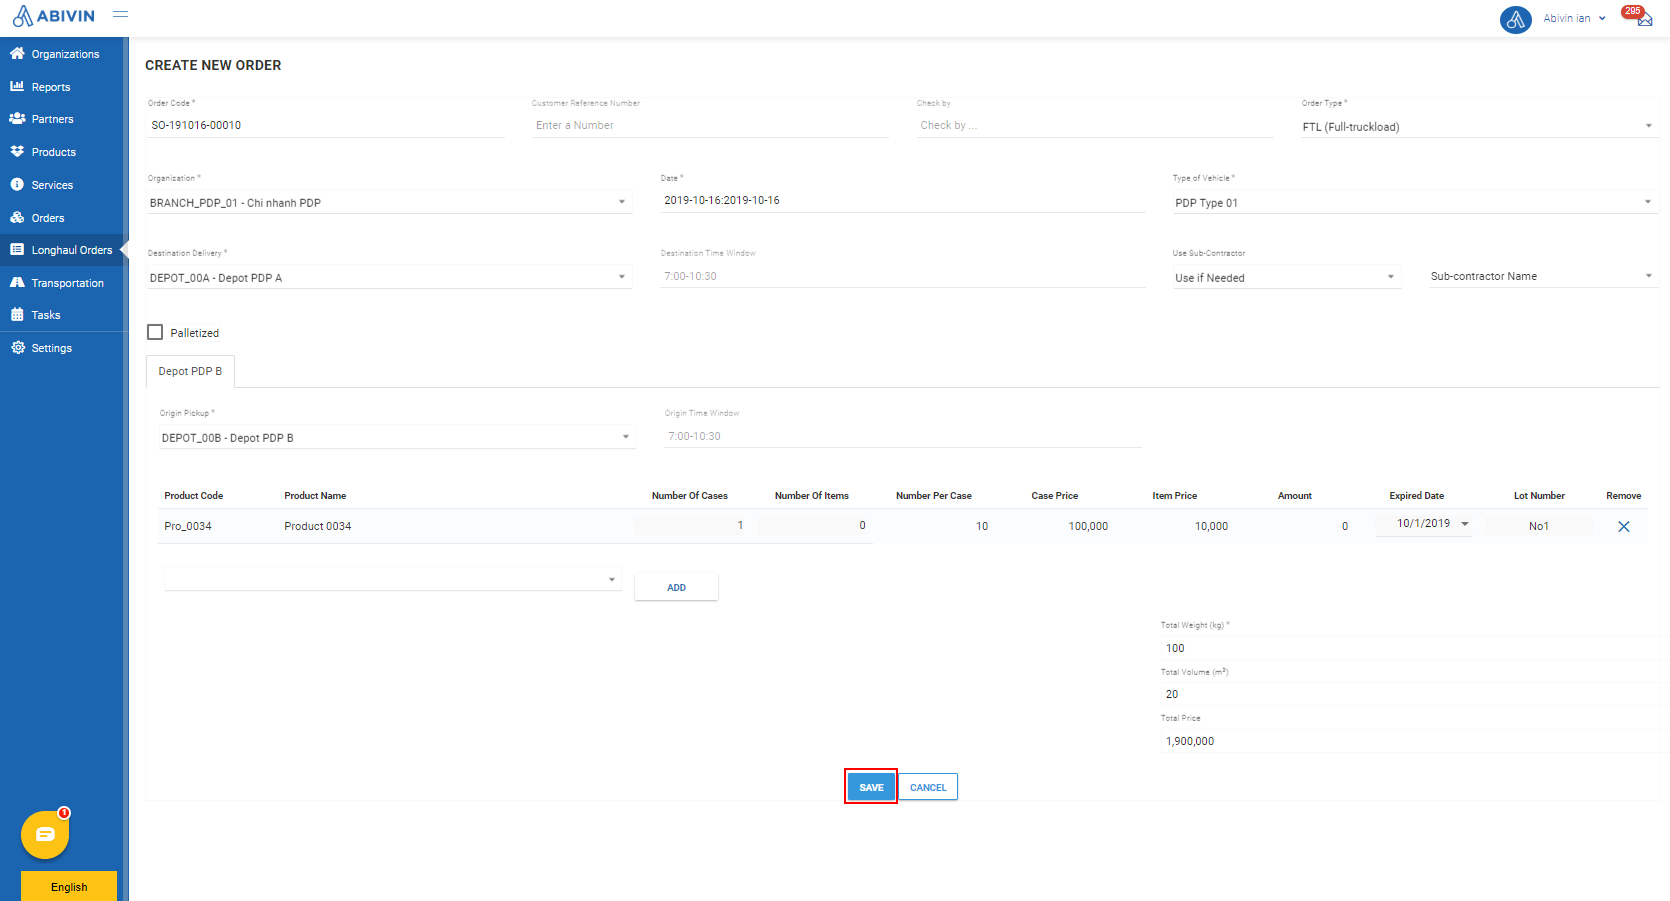 ABIVIN
Abivin ian
295
Organizations
Reports
Partners
Products
Services
Orders
Longhaul Orders
Transportation
Tasks
Settings
CREATE NEW ORDER
Order Code * Customer Reference Number Check by Order Type *
SO-191016-00010 Enter a Number Check by ... FTL (Full-truckload)
Organization * Date * Type of Vehicle *
BRANCH_PDP_01 - Chi nhanh PDP 2019-10-16:2019-10-16 PDP Type 01
Destination Delivery * Destination Time Window Use Sub-Contractor
DEPOT_00A - Depot PDP A 7:00-10:30 Use if Needed Sub-contractor Name
Palletized
Depot PDP B
Origin Pickup * Origin Time Window
DEPOT_00B - Depot PDP B 7:00-10:30
Product Code Product Name Number Of Cases Number Of Items Number Per Case Case Price Item Price Amount Expired Date Lot Number Remove
Pro_0034 Product 0034 1 0 10 100,000 10,000 0 10/1/2019 No1
ADD
Total Weight (kg) *
100
Total Volume (m³)
20
Total Price
1,900,000
SAVE CANCEL
1
English